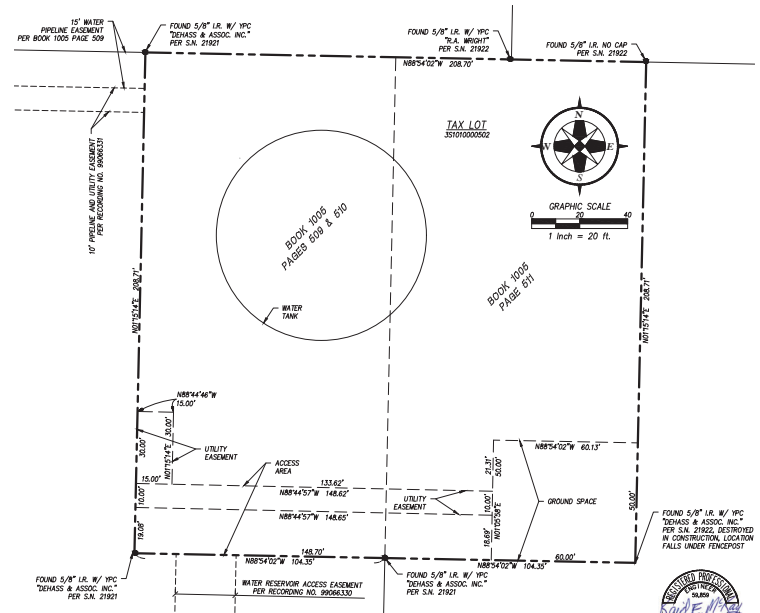 15' WATER
PIPELINE EASEMENT
PER BOOK 1005 PAGE 509
FOUND 5/8" I.R. W/ YPC
"DEHASS & ASSOC. INC."
PER S.N. 21921
FOUND 5/8" I.R. W/ YPC
"R.A. WRIGHT"
PER S.N. 21922
FOUND 5/8" I.R. NO CAP
PER S.N. 21922
N88°54'02"W 208.70'
TAX LOT
3S1010000502
N
W E
S
GRAPHIC SCALE
0 20 40
1 Inch = 20 ft.
10' PIPELINE AND UTILITY EASEMENT
PER RECORDING NO. 99066331
BOOK 1005
PAGES 509 & 510
BOOK 1005
PAGE 511
WATER
TANK
N01°15'14"E 208.71'
N01°15'14"E 208.71'
N88°44'46"W
15.00'
30.00'
N01°15'14"E 30.00'
UTILITY
EASEMENT
ACCESS
AREA
N88°54'02"W 60.13'
21.31'
50.00'
15.00'
133.62'
N88°44'57"W 148.62'
10.00'
UTILITY
EASEMENT
10.00'
N01°05'58"E
GROUND SPACE
50.00'
N88°44'57"W 148.65'
19.08'
18.69'
148.70'
N88°54'02"W 104.35'
60.00'
N88°54'02"W 104.35'
FOUND 5/8" I.R. W/ YPC
"DEHASS & ASSOC. INC."
PER S.N. 21922, DESTROYED
IN CONSTRUCTION, LOCATION
FALLS UNDER FENCEPOST
FOUND 5/8" I.R. W/ YPC
"DEHASS & ASSOC. INC."
PER S.N. 21921
WATER RESERVOIR ACCESS EASEMENT
PER RECORDING NO. 99066330
FOUND 5/8" I.R. W/ YPC
"DEHASS & ASSOC. INC."
PER S.N. 21921
REGISTERED PROFESSIONAL
ENGINEER
59,859